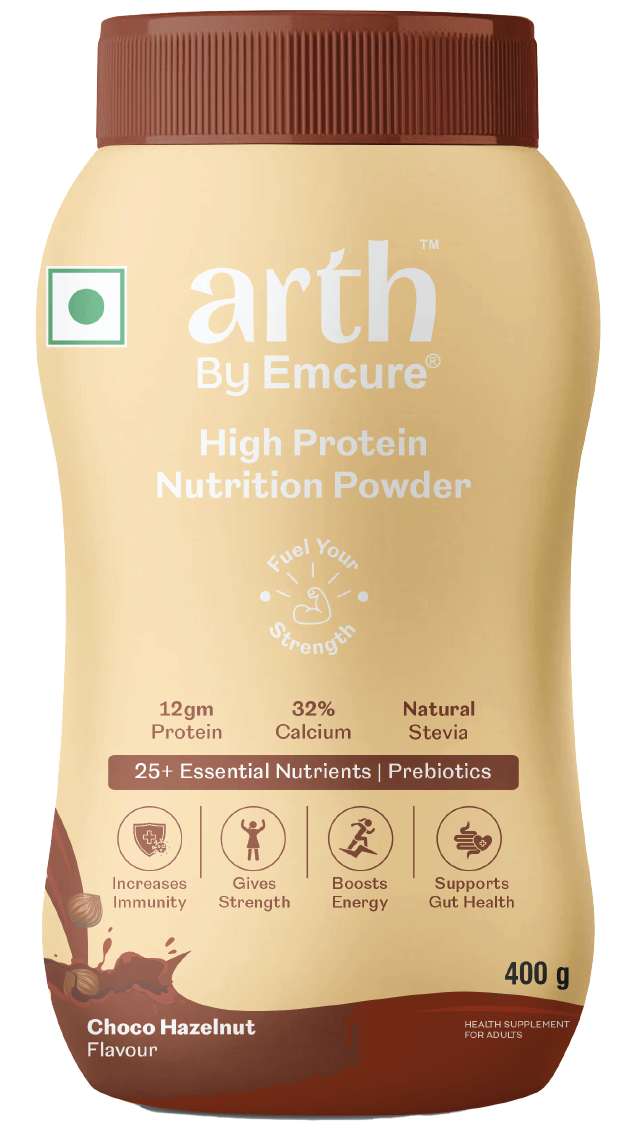 arth™
By Emcure®
High Protein
Nutrition Powder
Fuel Your
Strength
12gm
Protein
32%
Calcium
Natural
Stevia
25+ Essential Nutrients | Prebiotics
Increases
Immunity
Gives
Strength
Boosts
Energy
Supports
Gut Health
400 g
Choco Hazelnut
Flavour
HEALTH SUPPLEMENT
FOR ADULTS